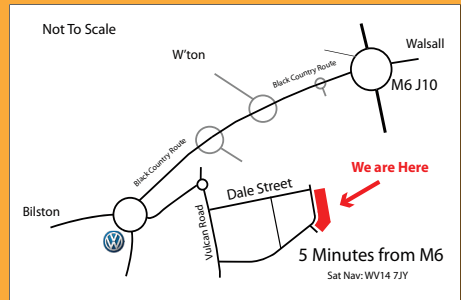 Not To Scale
W'ton
Walsall
Black Country Route
M6 J10
Black Country Route
We are Here
Dale Street
Bilston
Vulcan Road
5 Minutes from M6
Sat Nav: WV14 7JY